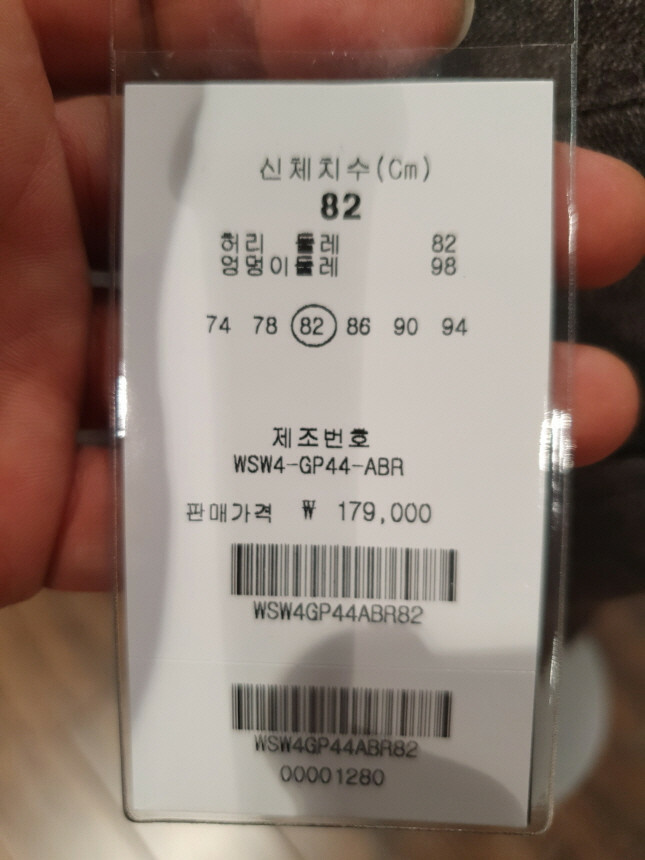 신체치수(Cm)
82
허리 둘레 82
엉덩이둘레 98
74 78 82 86 90 94
제조번호
WSW4-GP44-ABR
판매가격 ₩ 179,000
WSW4GP44ABR82
WSW4GP44ABR82
00001280